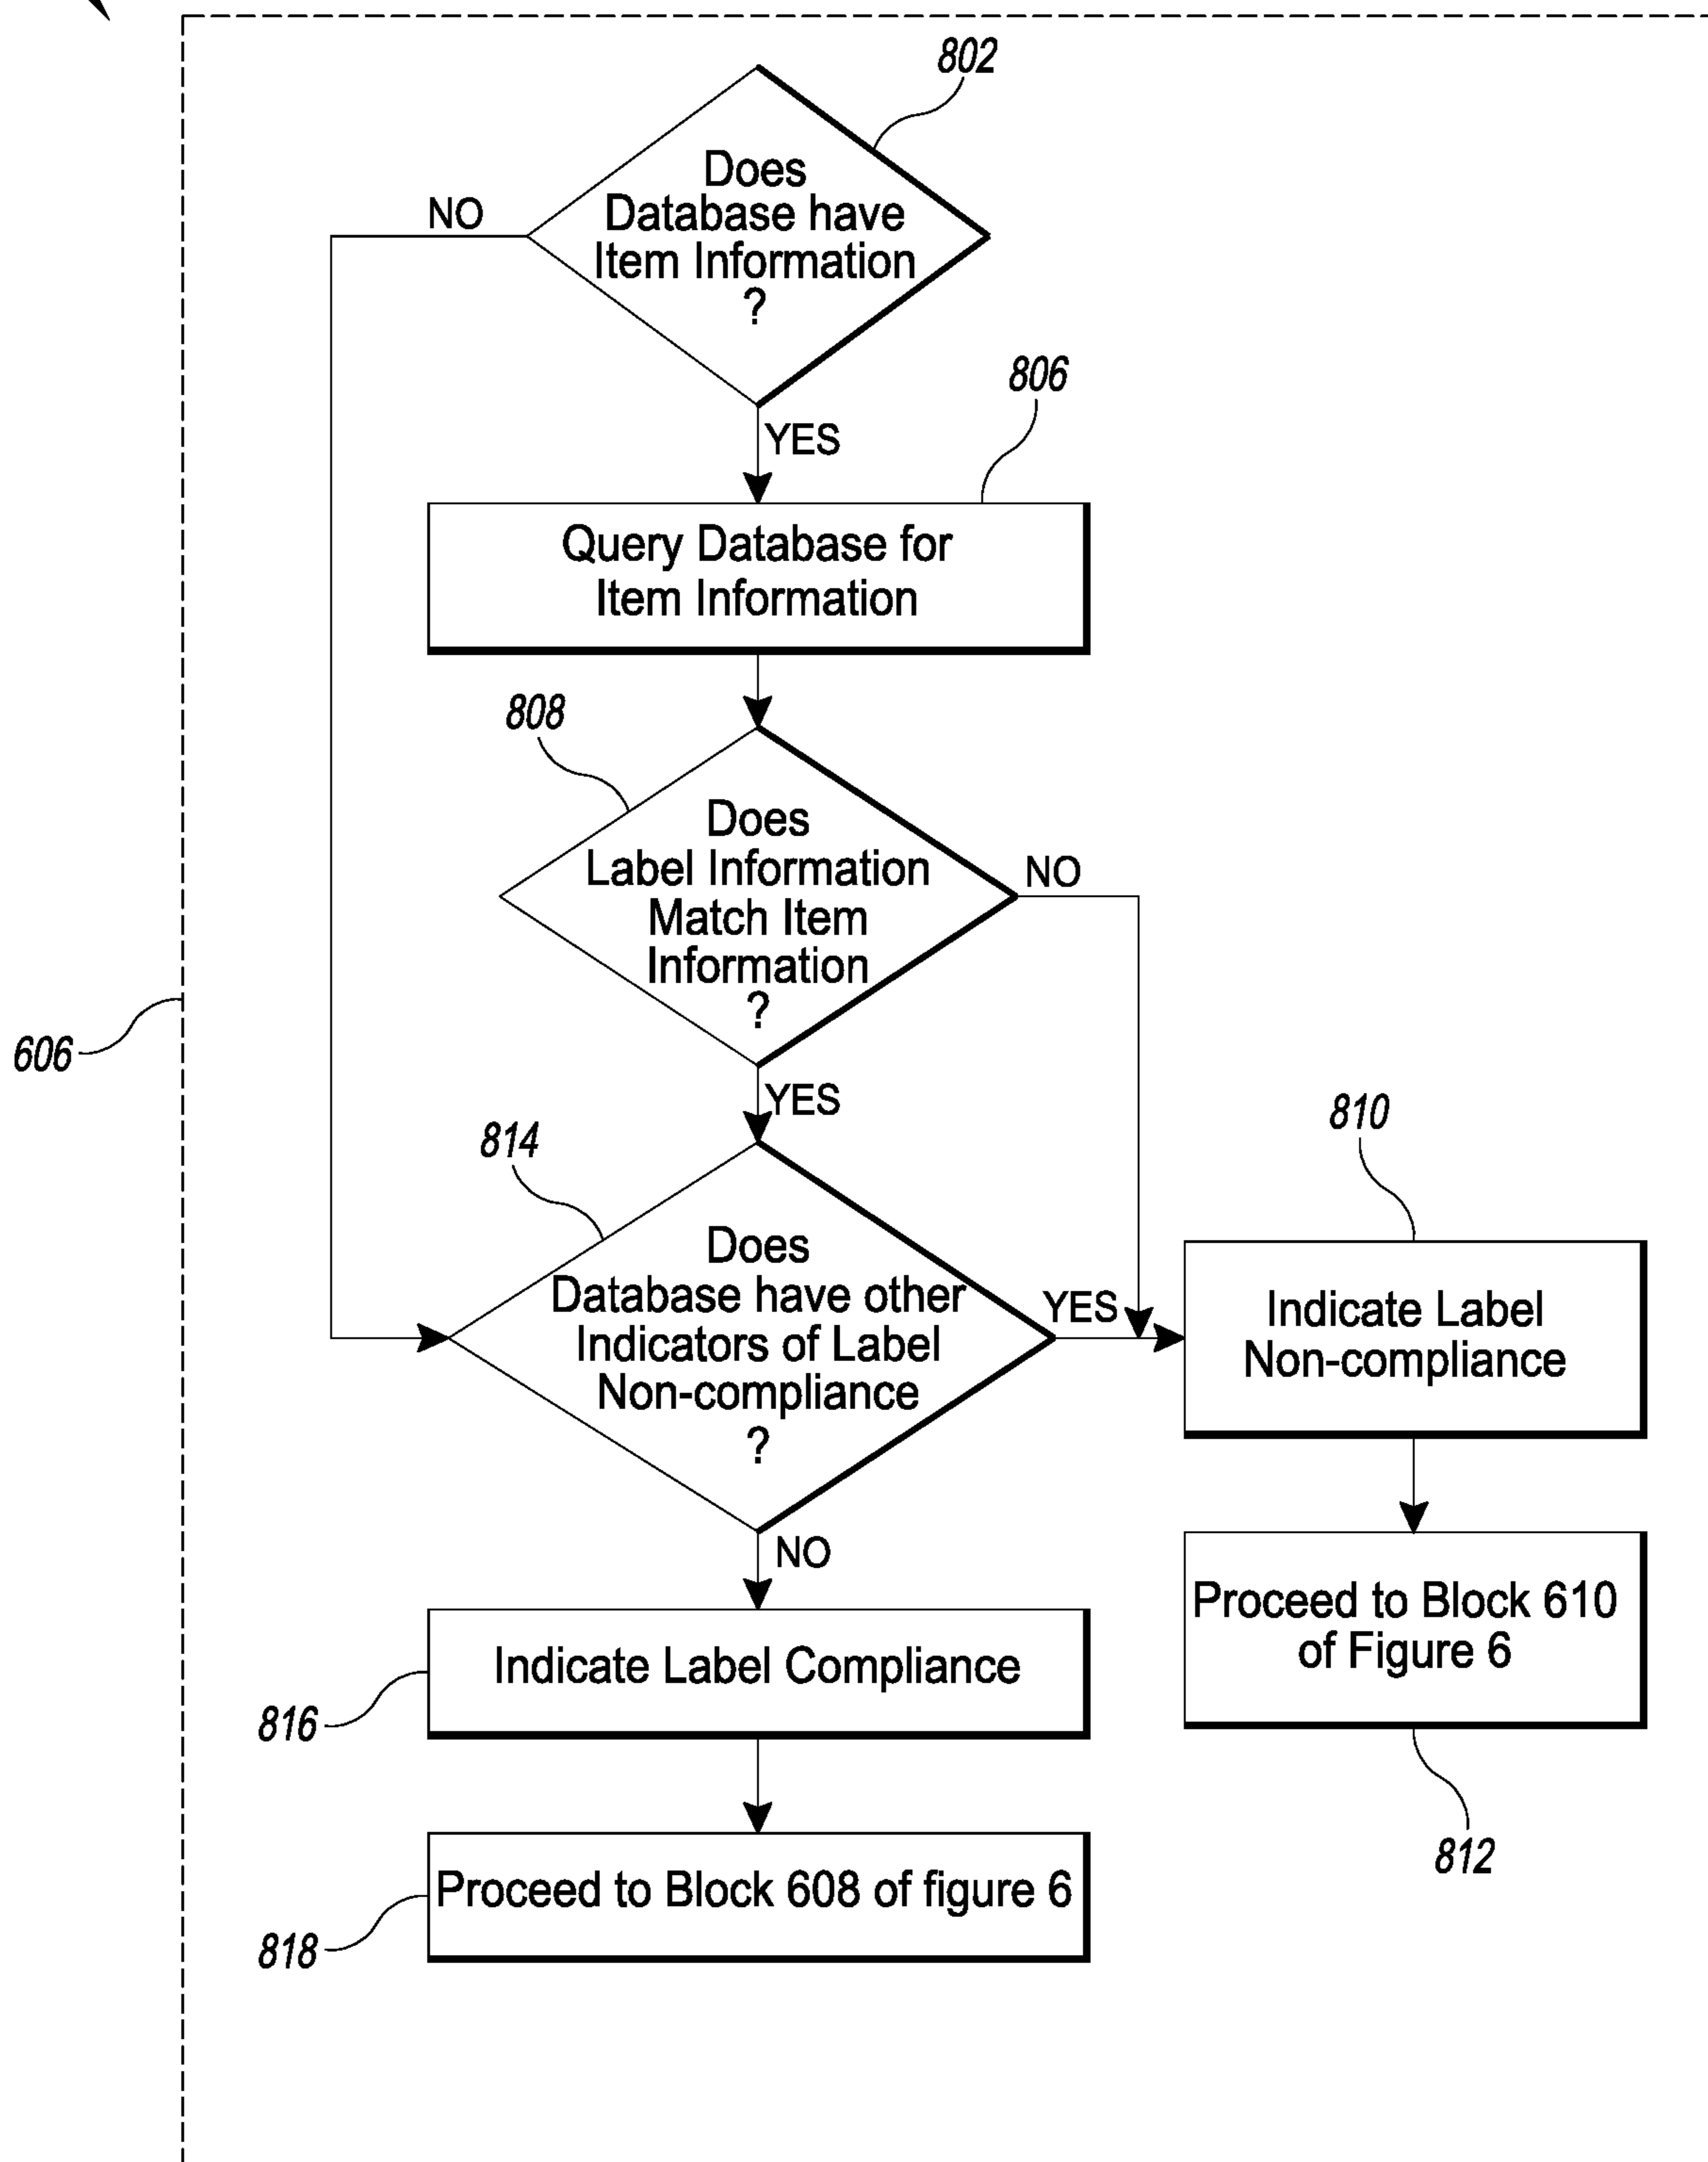 802
Does
Database have
Item Information
?
NO
YES
806
Query Database for
Item Information
808
Does
Label Information
Match Item
Information
?
NO
YES
606
814
Does
Database have other
Indicators of Label
Non-compliance
?
YES
NO
810
Indicate Label
Non-compliance
Proceed to Block 610
of Figure 6
812
Indicate Label Compliance
816
Proceed to Block 608 of figure 6
818